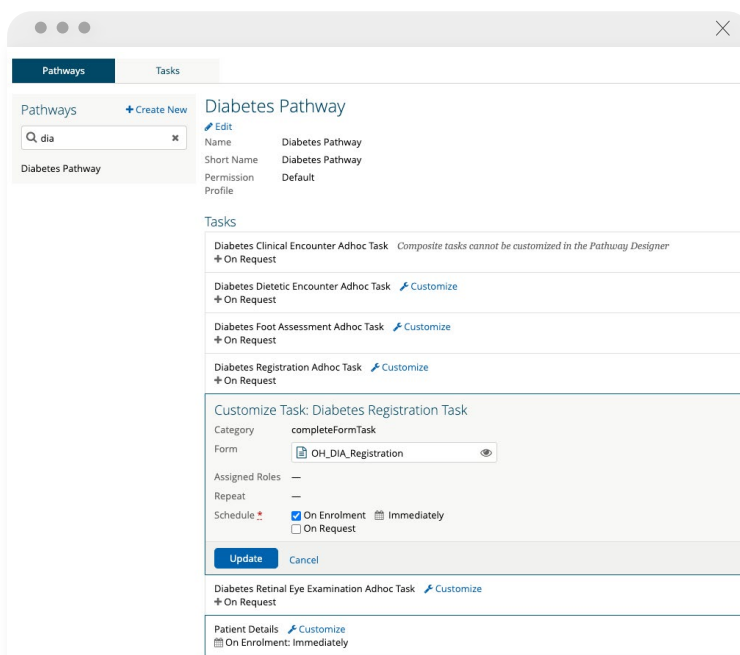 Pathways
Tasks
Pathways
Create New
dia
Diabetes Pathway
Diabetes Pathway
Edit
Name Diabetes Pathway
Short Name Diabetes Pathway
Permission Profile Default
Tasks
Diabetes Clinical Encounter Adhoc Task Composite tasks cannot be customized in the Pathway Designer
On Request
Diabetes Dietetic Encounter Adhoc Task Customize
On Request
Diabetes Foot Assessment Adhoc Task Customize
On Request
Diabetes Registration Adhoc Task Customize
On Request
Customize Task: Diabetes Registration Task
Category completeFormTask
Form OH_DIA_Registration
Assigned Roles —
Repeat —
Schedule * On Enrolment Immediately
On Request
Update Cancel
Diabetes Retinal Eye Examination Adhoc Task Customize
On Request
Patient Details Customize
On Enrolment: Immediately